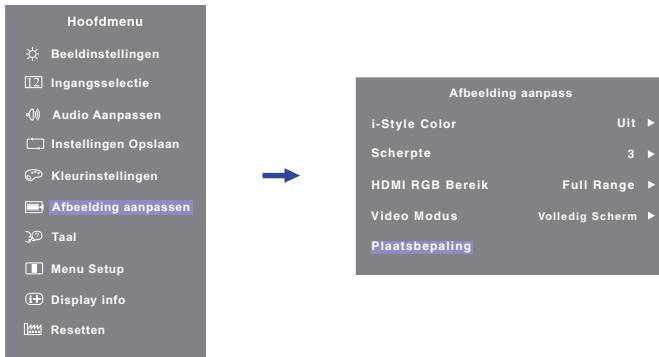 Hoofdmenu
Beeldinstellingen
12 Ingangsselectie
Audio Aanpassen
Instellingen Opslaan
Kleurinstellingen
Afbeelding aanpassen
Taal
Menu Setup
Display info
Resetten
Afbeelding aanpass
i-Style Color Uit
Scherpte 3
HDMI RGB Bereik Full Range
Video Modus Volledig Scherm
Plaatsbepaling